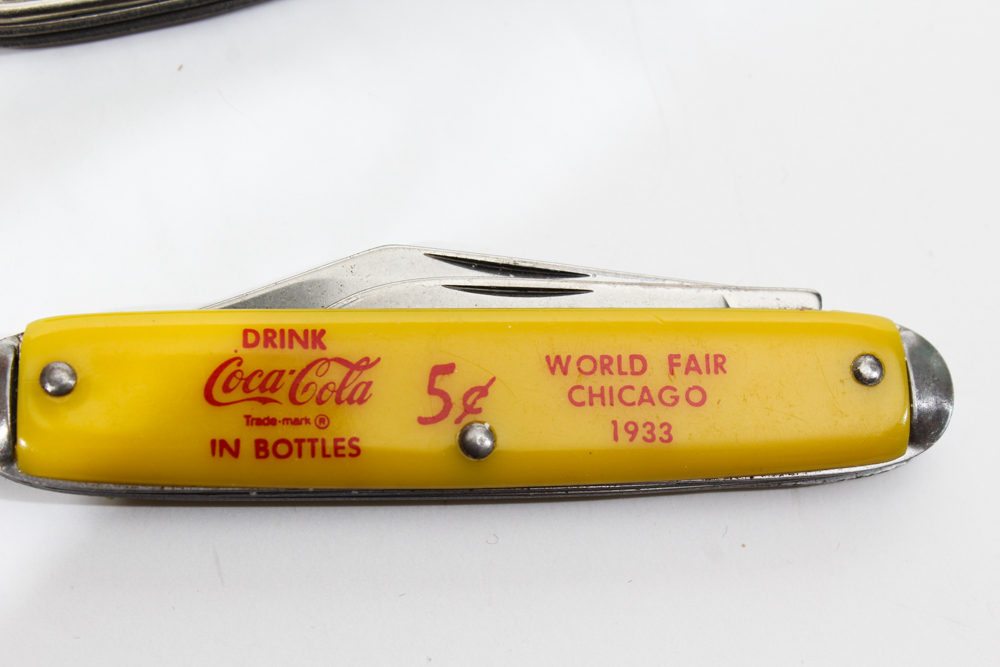 DRINK
Coca-Cola
Trade-mark ®
IN BOTTLES
5¢
WORLD FAIR
CHICAGO
1933